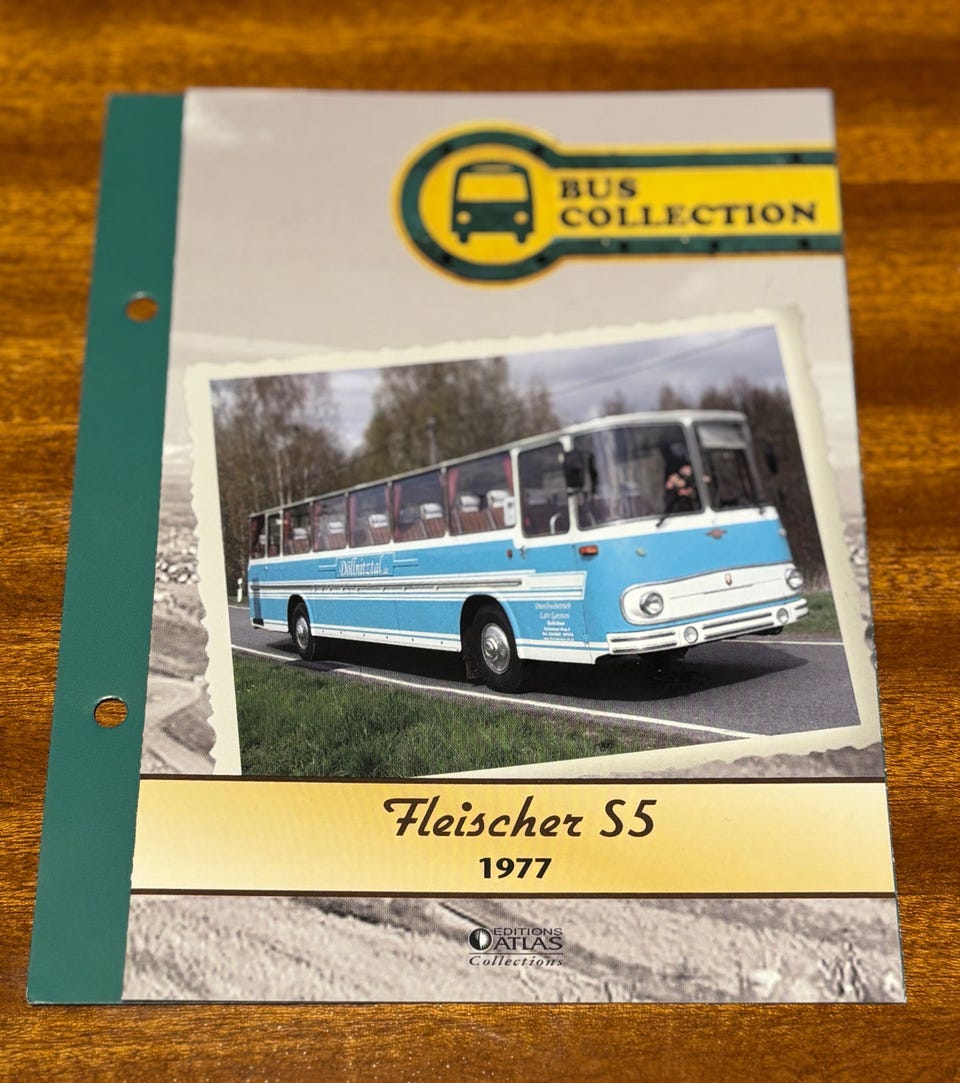 BUS
COLLECTION
Döllnitztal
Fleischer S5
1977
EDITIONS
ATLAS
Collections